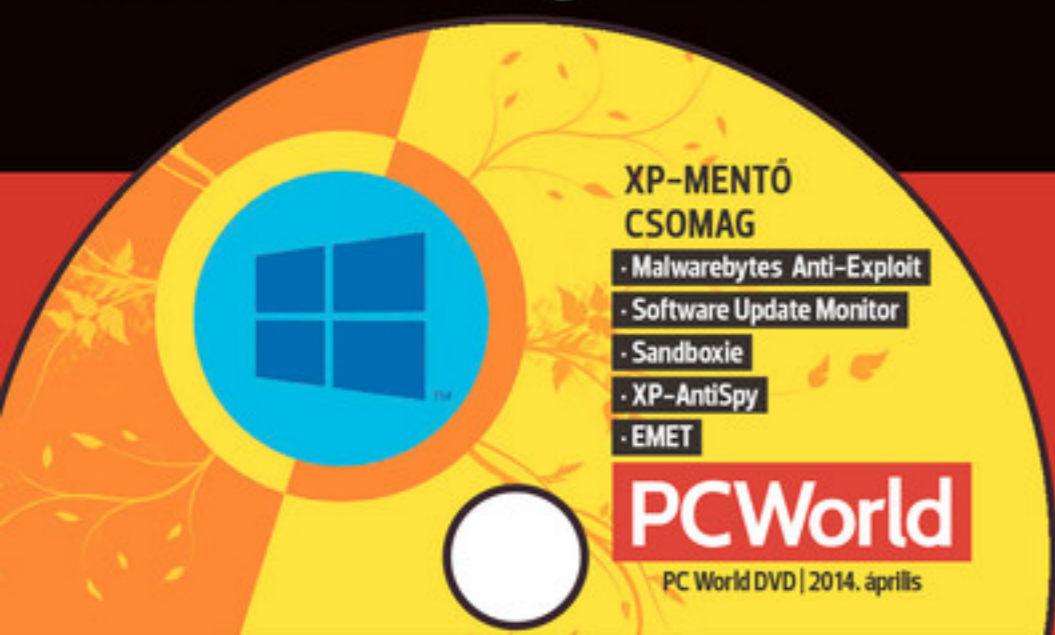 XP-MENTŐ
CSOMAG
· Malwarebytes Anti-Exploit
· Software Update Monitor
· Sandboxie
· XP-AntiSpy
· EMET
PCWorld
PC World DVD | 2014. április
TM